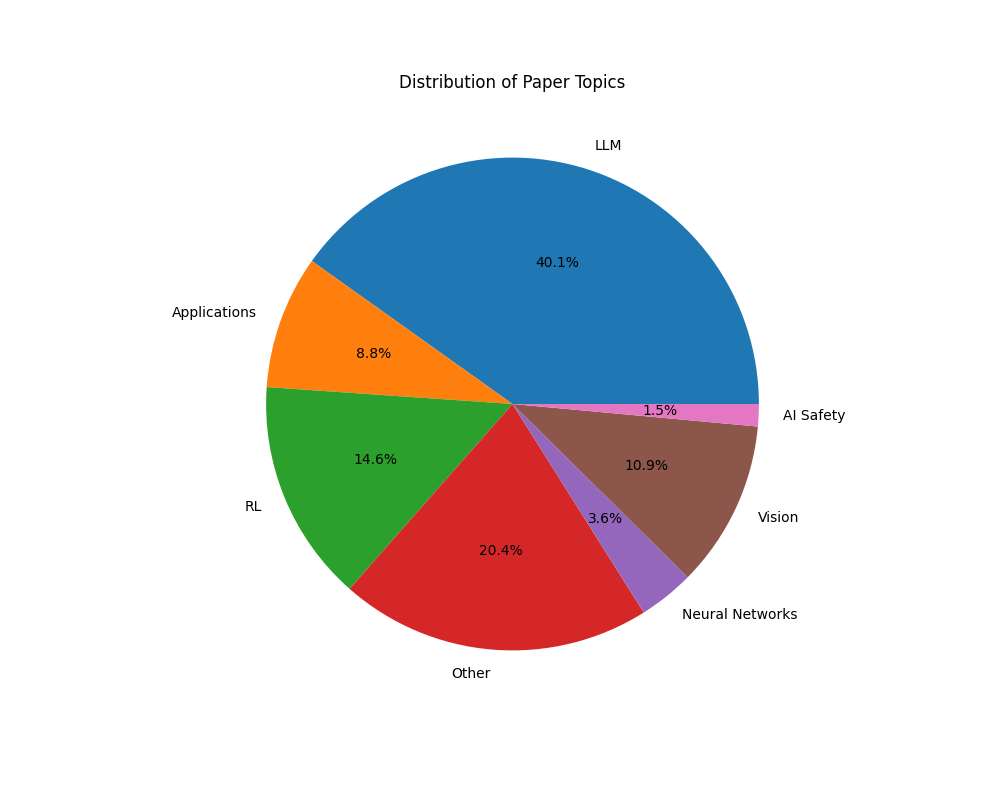 Distribution of Paper Topics
LLM
40.1%
Applications
8.8%
RL
14.6%
Other
20.4%
Neural Networks
3.6%
Vision
10.9%
AI Safety
1.5%